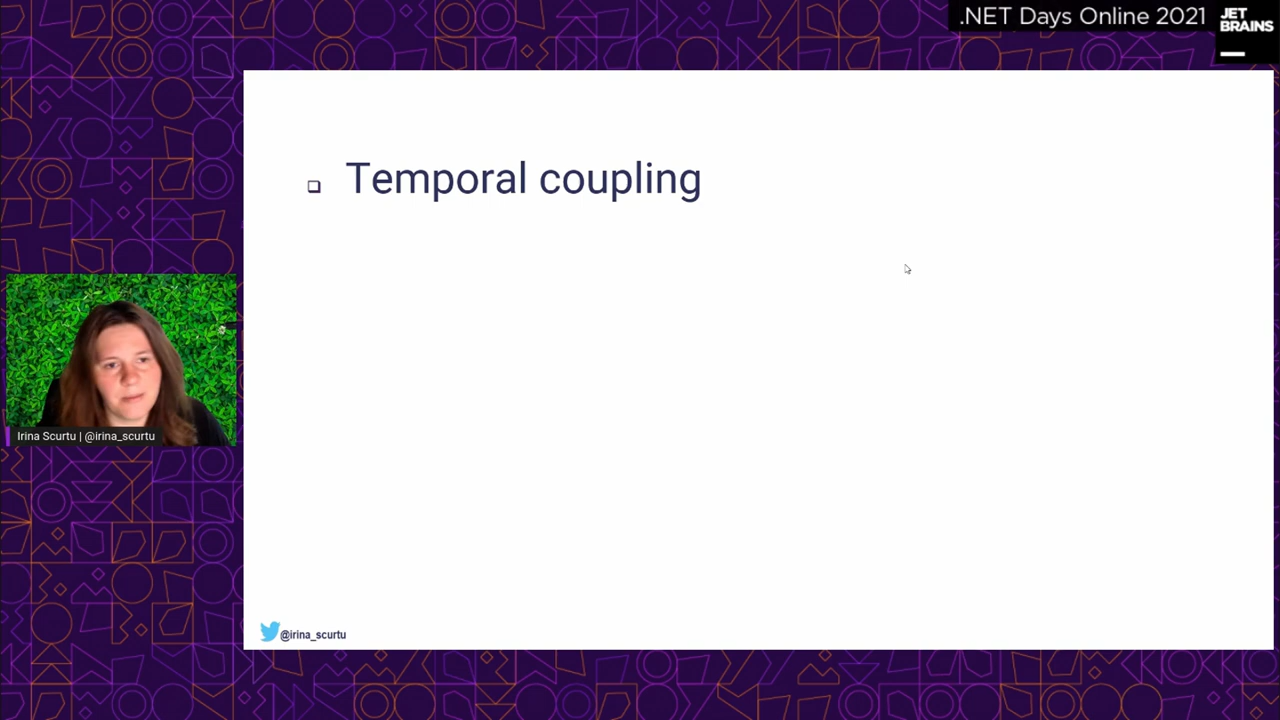 .NET Days Online 2021
JET
BRAINS
Temporal coupling
Irina Scurtu | @irina_scurtu
@irina_scurtu